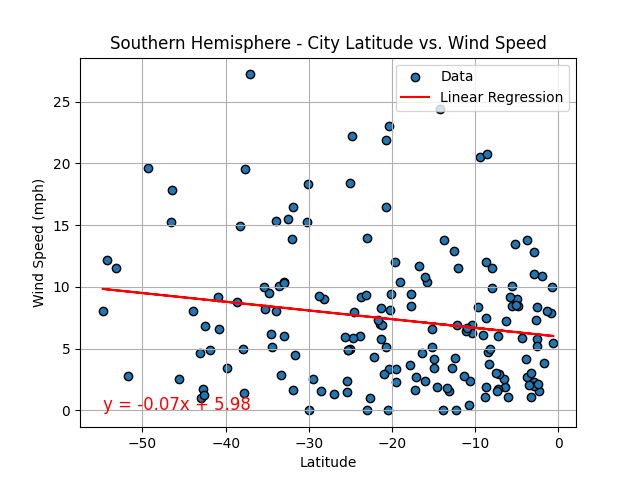 Southern Hemisphere - City Latitude vs. Wind Speed
Data
Linear Regression
25
20
15
10
5
0
Wind Speed (mph)
y = -0.07x + 5.98
−50
−40
−30
−20
−10
0
Latitude